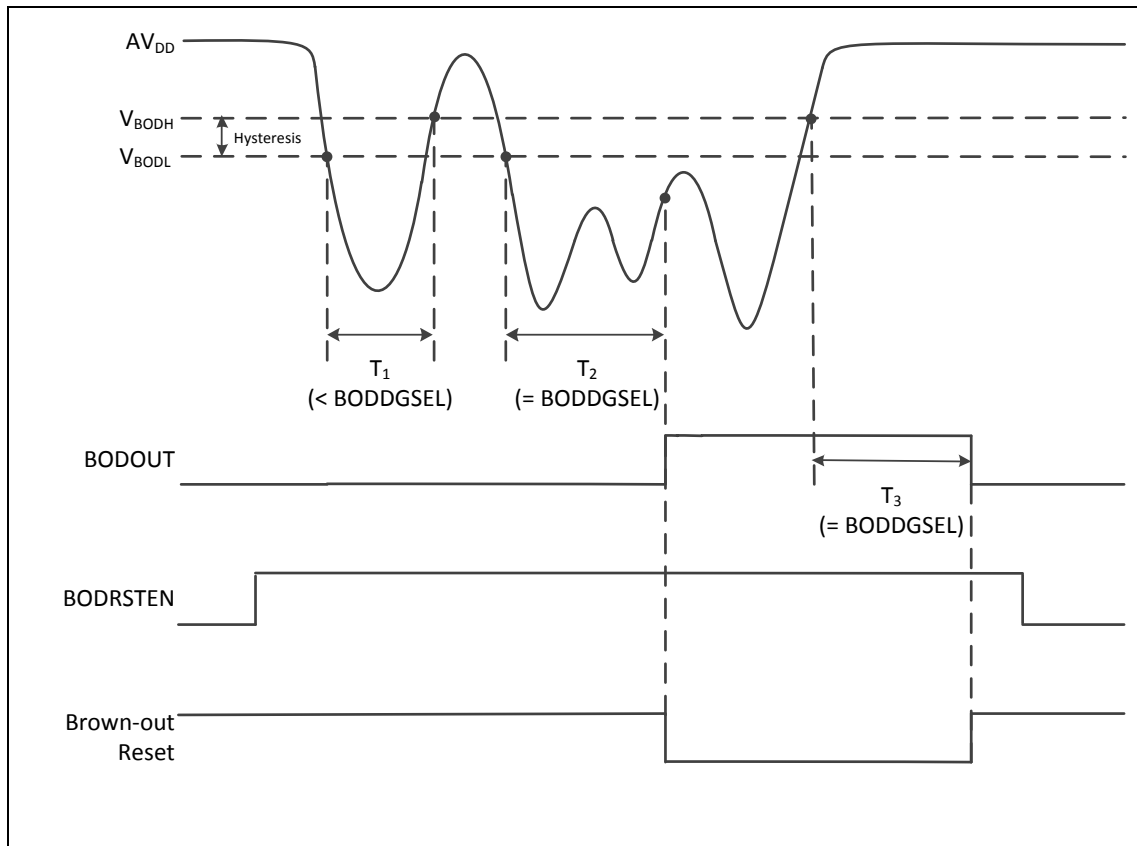 AVDD
VBODH
Hysteresis
VBODL
T1
(< BODDGSEL)
T2
(= BODDGSEL)
BODOUT
T3
(= BODDGSEL)
BODRSTEN
Brown-out
Reset